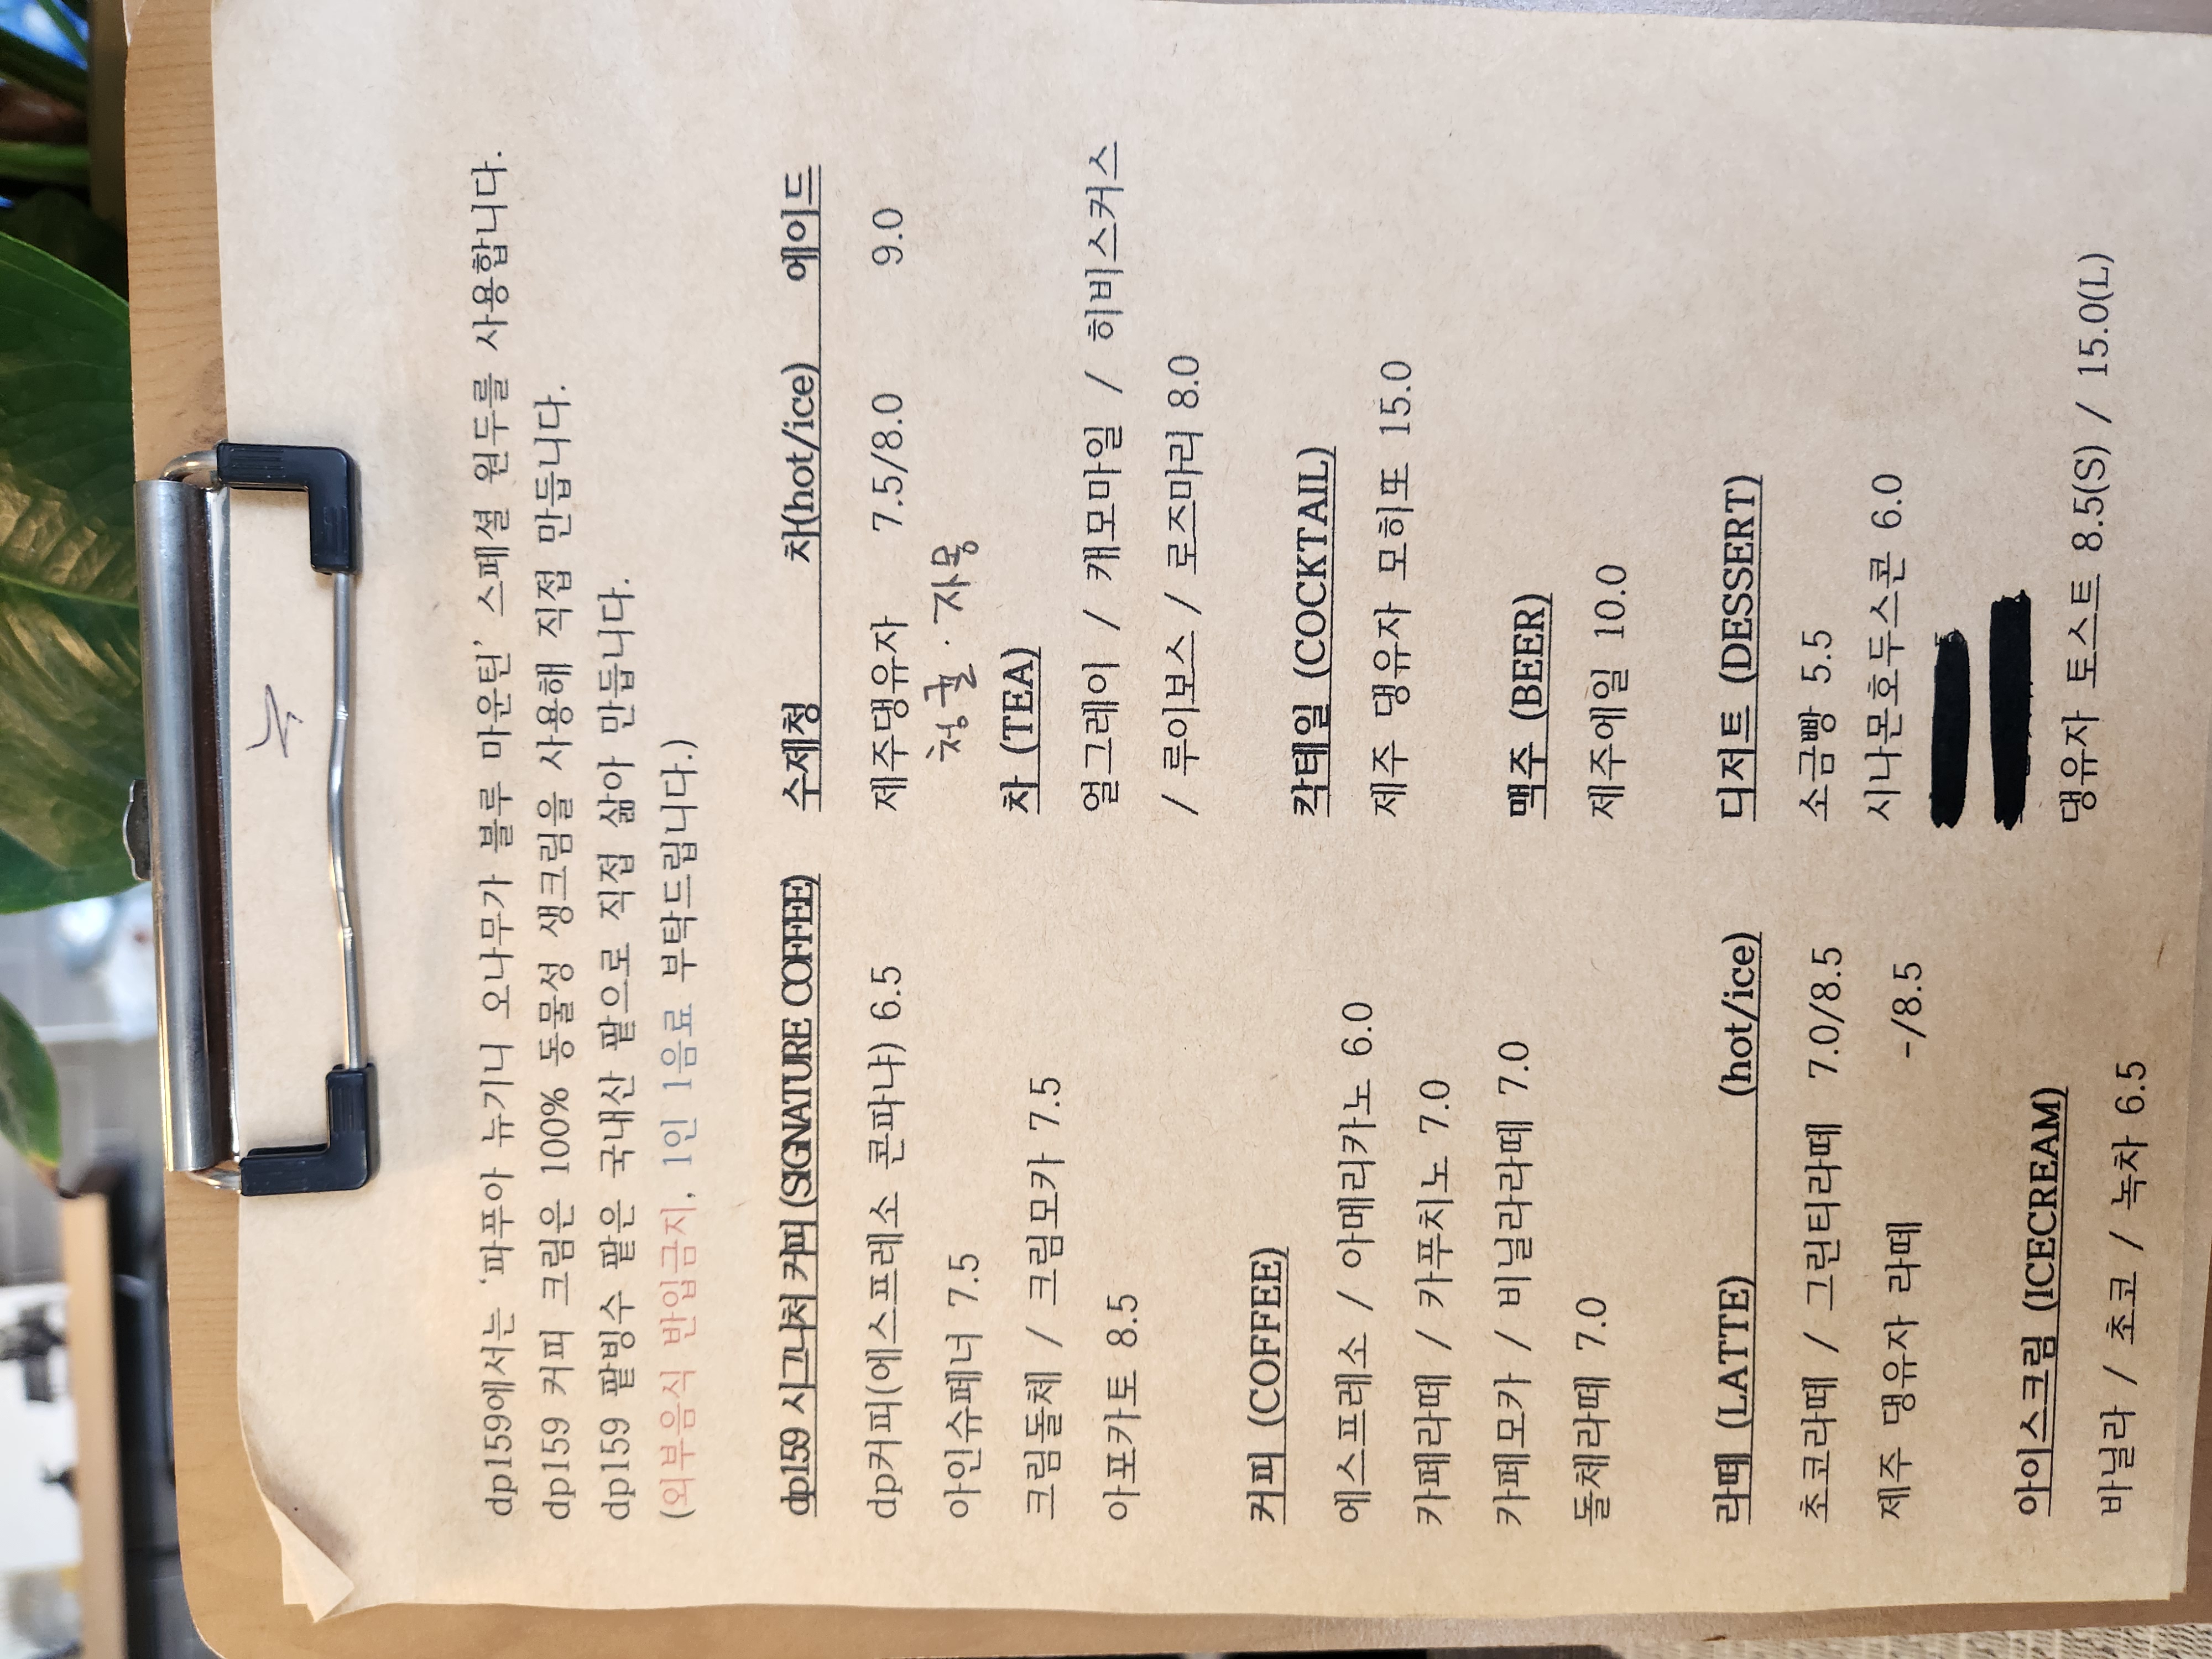 dp159에서는 '파푸아 뉴기니 오나무가 블루 마운틴' 스페셜 원두를 사용합니다.
dp159 커피 크림은 100% 동물성 생크림을 사용해 직접 만듭니다.
dp159 팥빙수 팥은 국내산 팥으로 직접 삶아 만듭니다.
(외부음식 반입금지, 1인 1음료 부탁드립니다.)
dp159 시그니처 커피 (SIGNATURE COFFEE)
dp커피(에스프레소 콘파냐) 6.5
아인슈페너 7.5
크림돌체 / 크림모카 7.5
아포카토 8.5
커피 (COFFEE)
에스프레소 / 아메리카노 6.0
카페라떼 / 카푸치노 7.0
카페모카 / 비닐라라떼 7.0
돌체라떼 7.0
라떼 (LATTE) (hot/ice)
초코라떼 / 그린티라떼 7.0/8.5
제주 댕유자 라떼 -/8.5
아이스크림 (ICECREAM)
바닐라 / 초코 / 녹차 6.5
수제청 차(hot/ice) 에이드
제주댕유자 7.5/8.0 9.0
청귤 · 자몽
차 (TEA)
얼그레이 / 캐모마일 / 히비스커스
/ 루이보스 / 로즈마리 8.0
칵테일 (COCKTAIL)
제주 댕유자 모히또 15.0
맥주 (BEER)
제주에일 10.0
디저트 (DESSERT)
소금빵 5.5
시나몬호두스콘 6.0
댕유자 토스트 8.5(S) / 15.0(L)